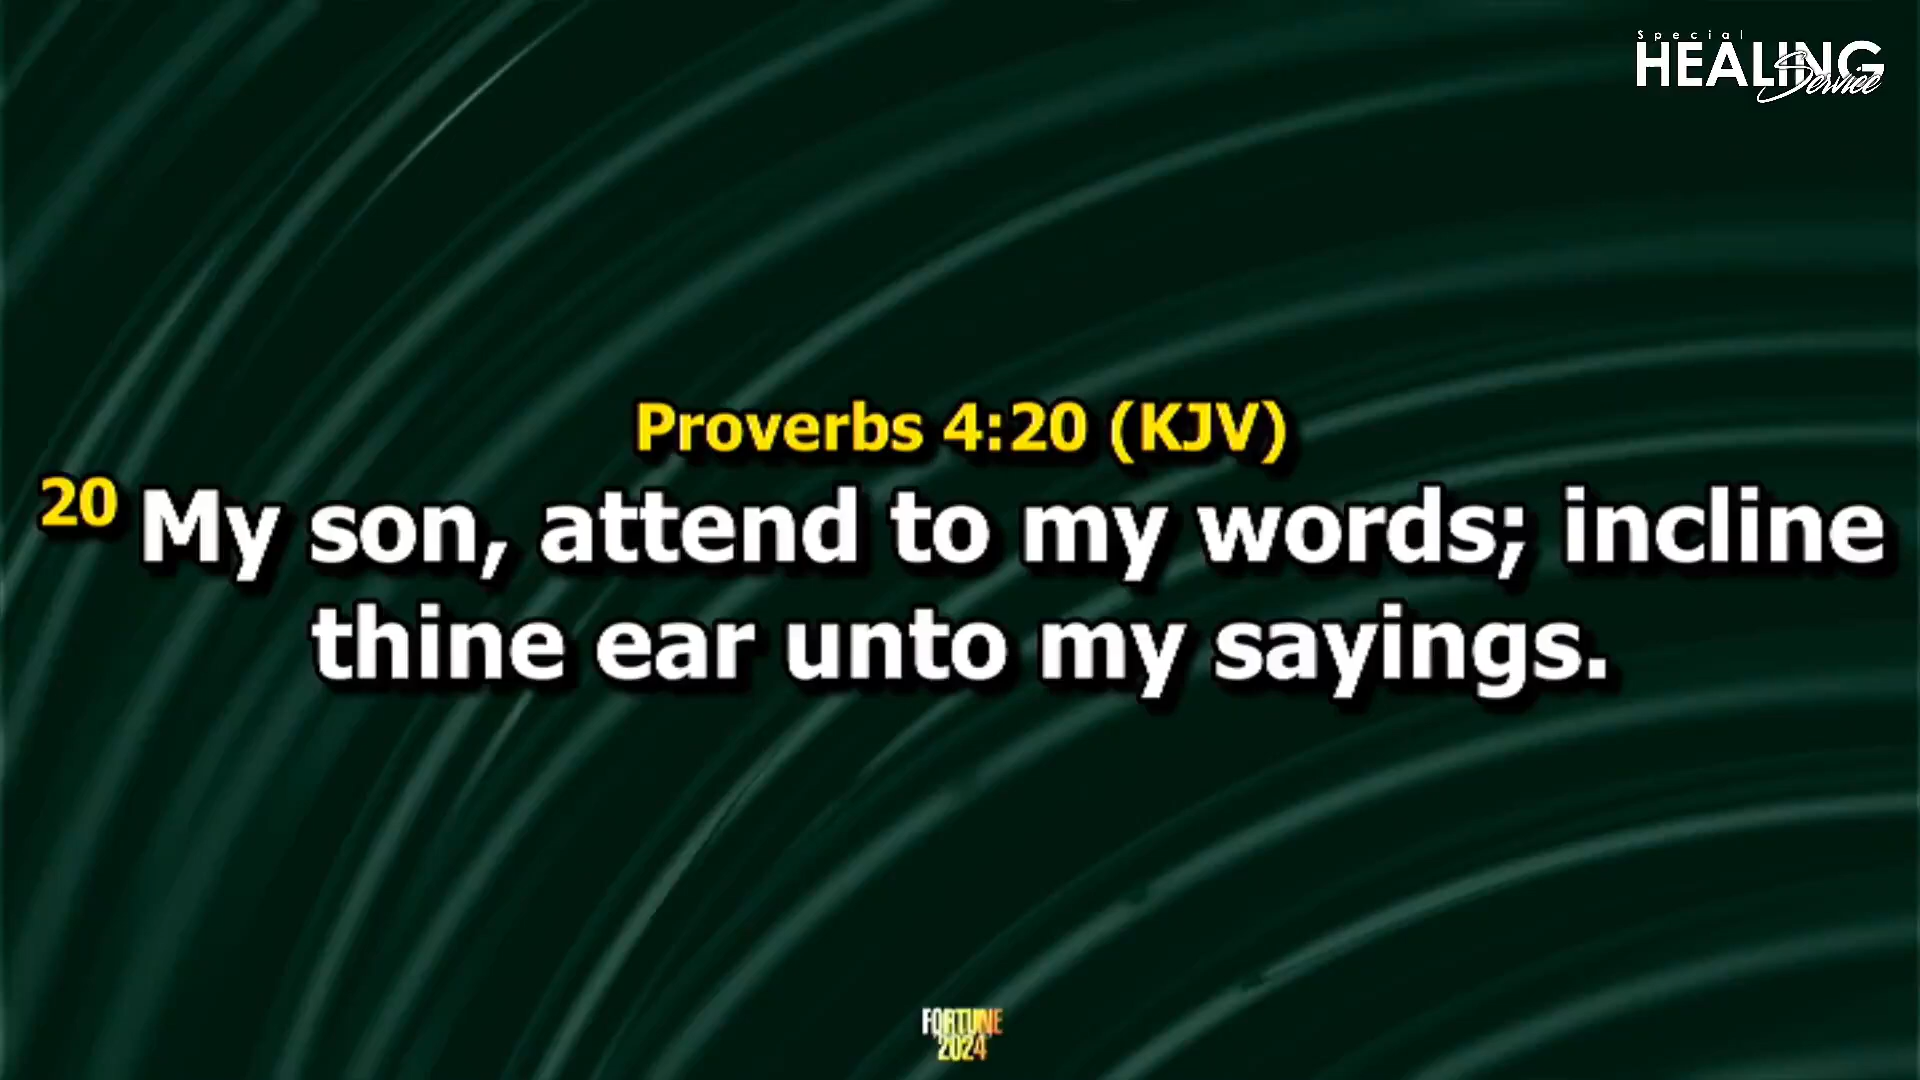 Special
HEALING
Service
Proverbs 4:20 (KJV)
20 My son, attend to my words; incline
thine ear unto my sayings.
FORTUNE
2024